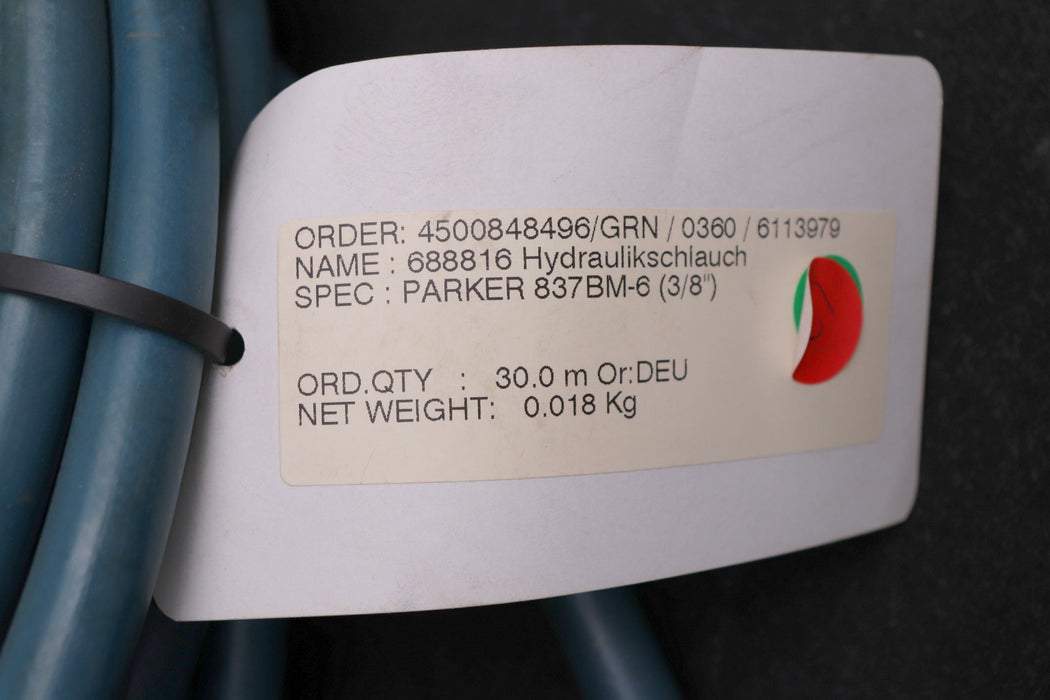 ORDER: 4500848496/GRN / 0360 / 6113979
NAME : 688816 Hydraulikschlauch
SPEC : PARKER 837BM-6 (3/8")
ORD.QTY : 30.0 m Or:DEU
NET WEIGHT: 0.018 Kg